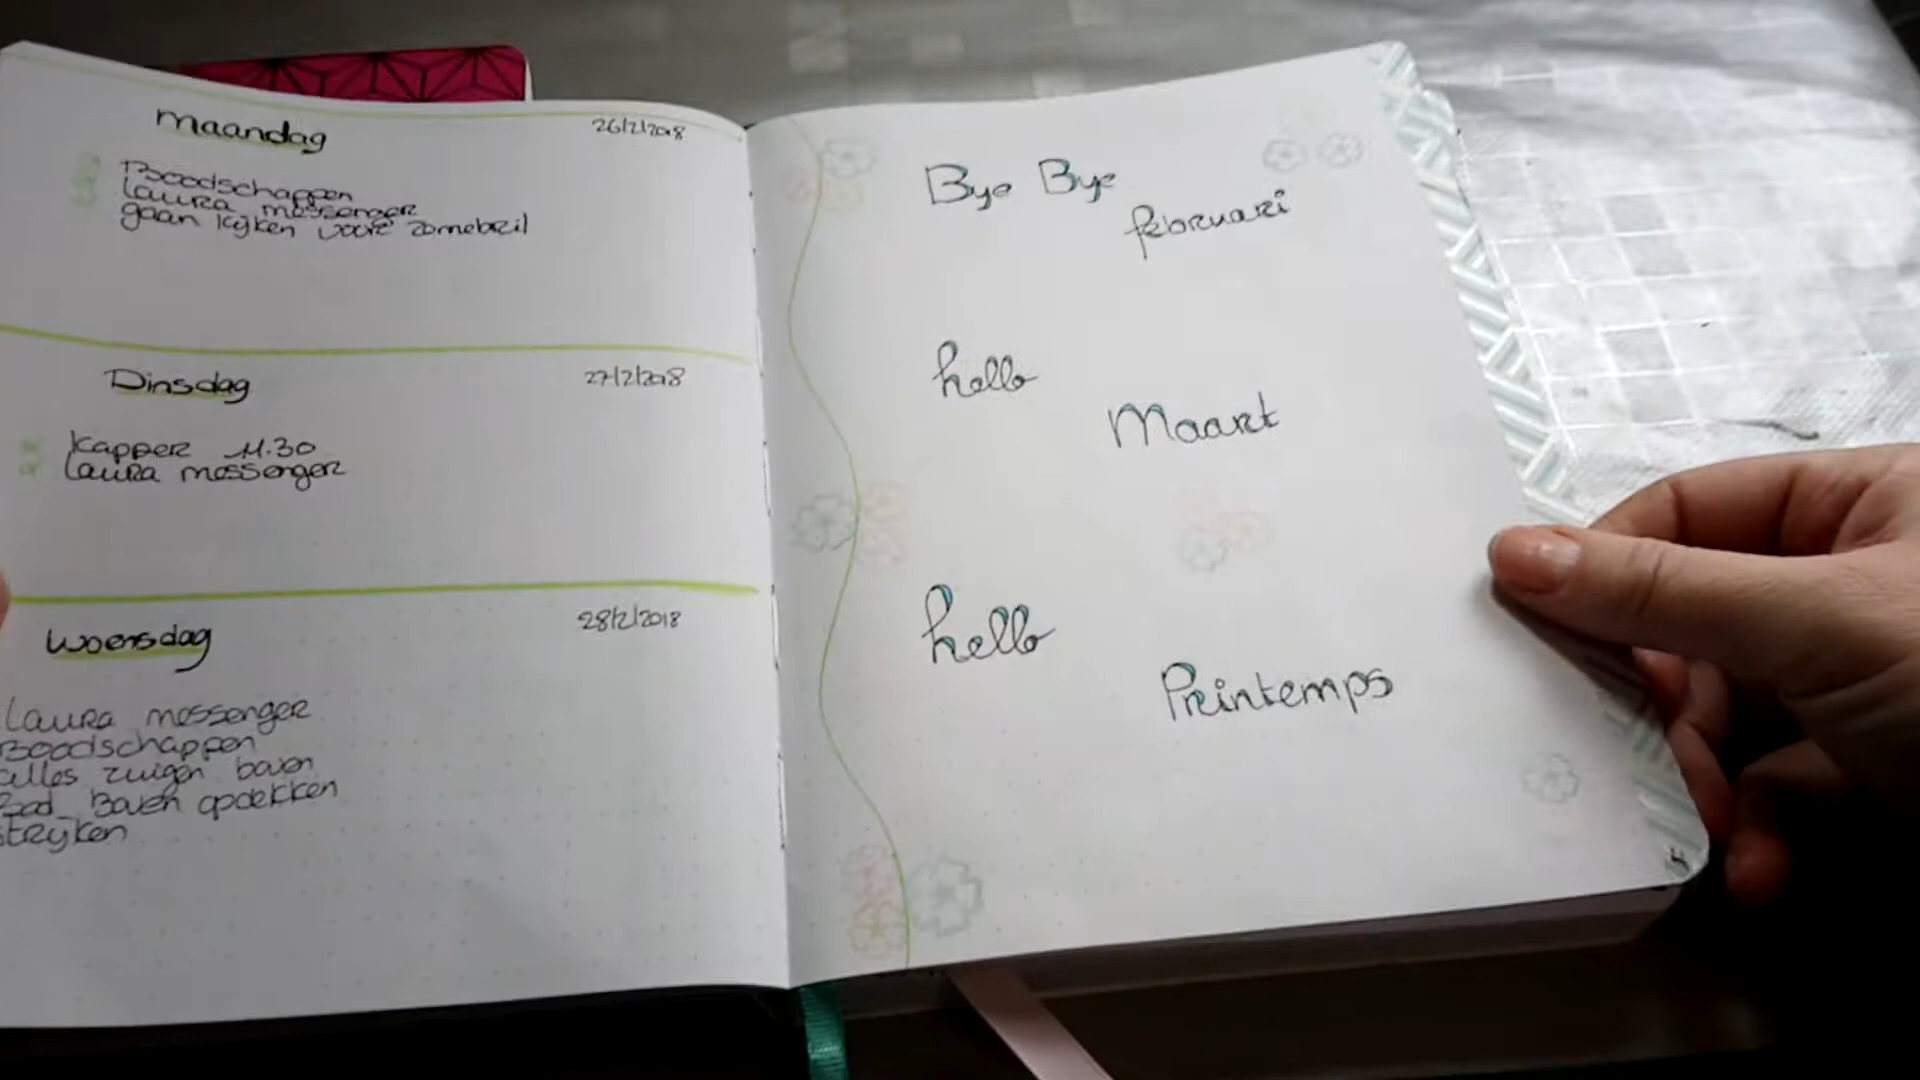 Maandag
26/2/2018
Boodschappen
Laura messenger
gaan kijken voor zonnebril
Dinsdag
27/2/2018
Kapper 11.30
Laura messenger
Woensdag
28/2/2018
Laura messenger
Boodschappen
alles zuigen boven
Bed Boven opdekken
strijken
Bye Bye
februari
hello
Maart
hello
Printemps